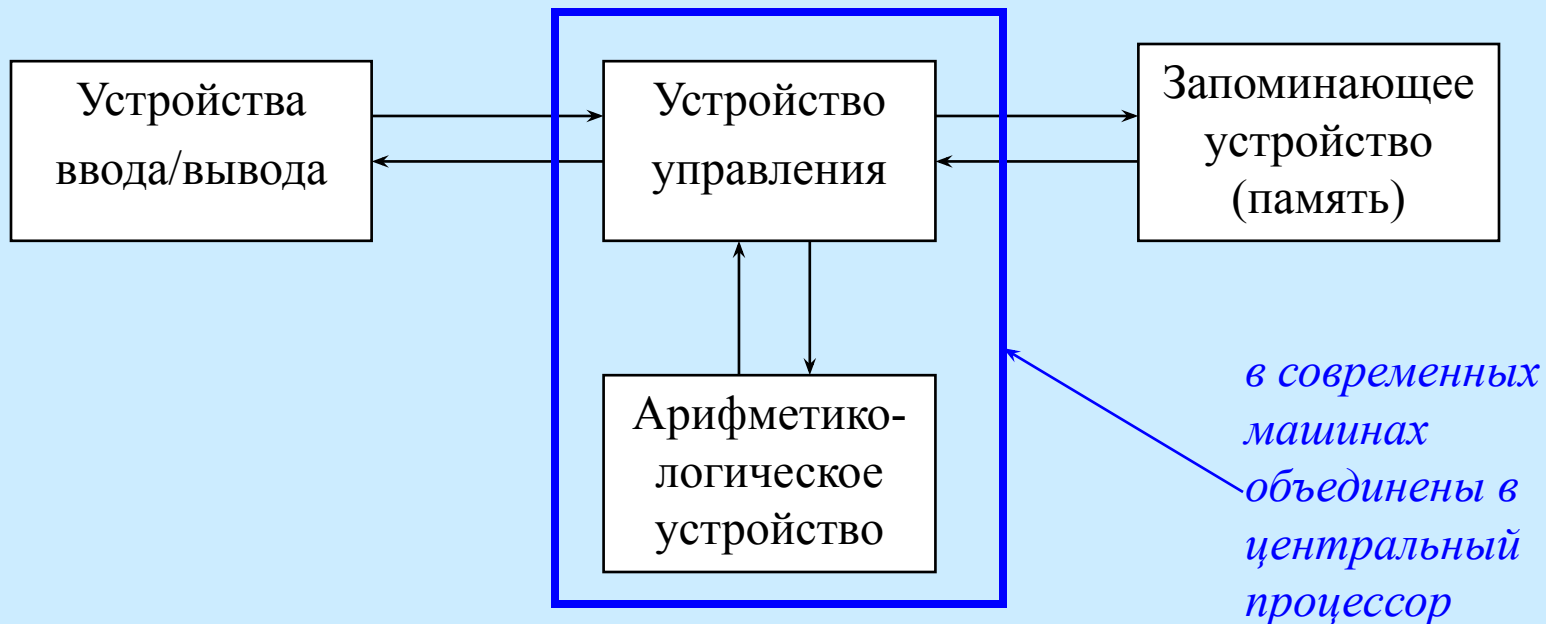 Устройства
ввода/вывода
Устройство
управления
Запоминающее
устройство
(память)
Арифметико-
логическое
устройство
в современных
машинах
объединены в
центральный
процессор